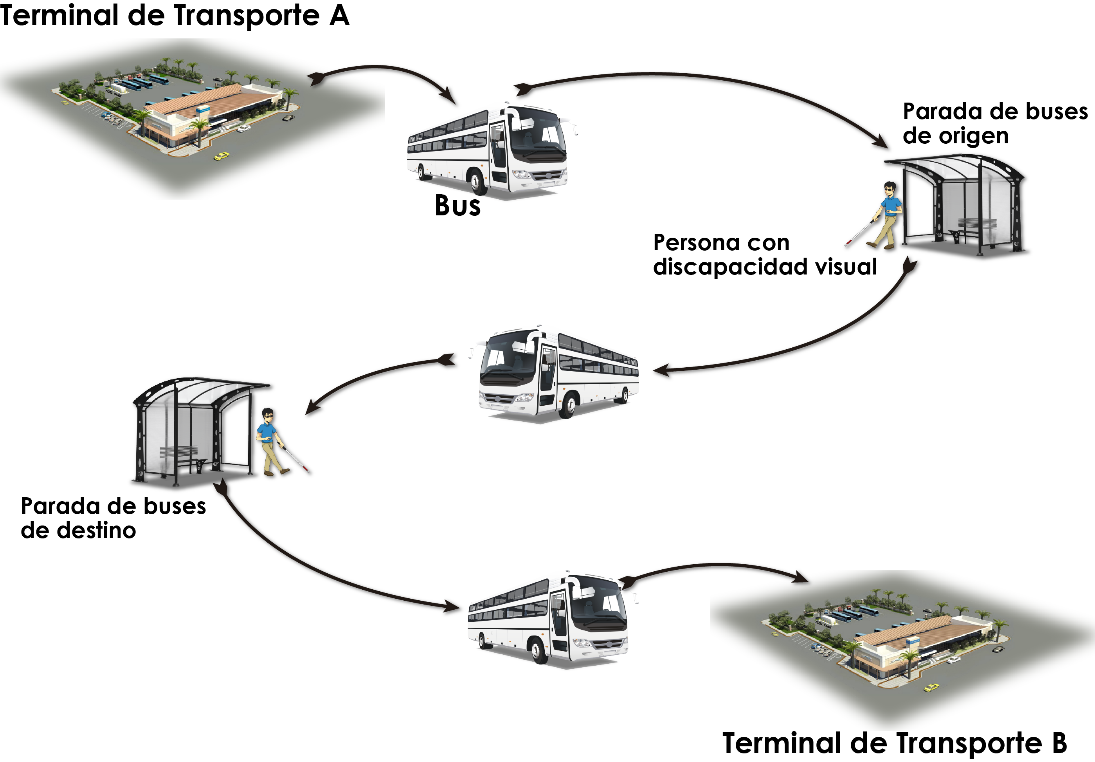 Terminal de Transporte A
Parada de buses
de origen
Bus
Persona con
discapacidad visual
Parada de buses
de destino
Terminal de Transporte B